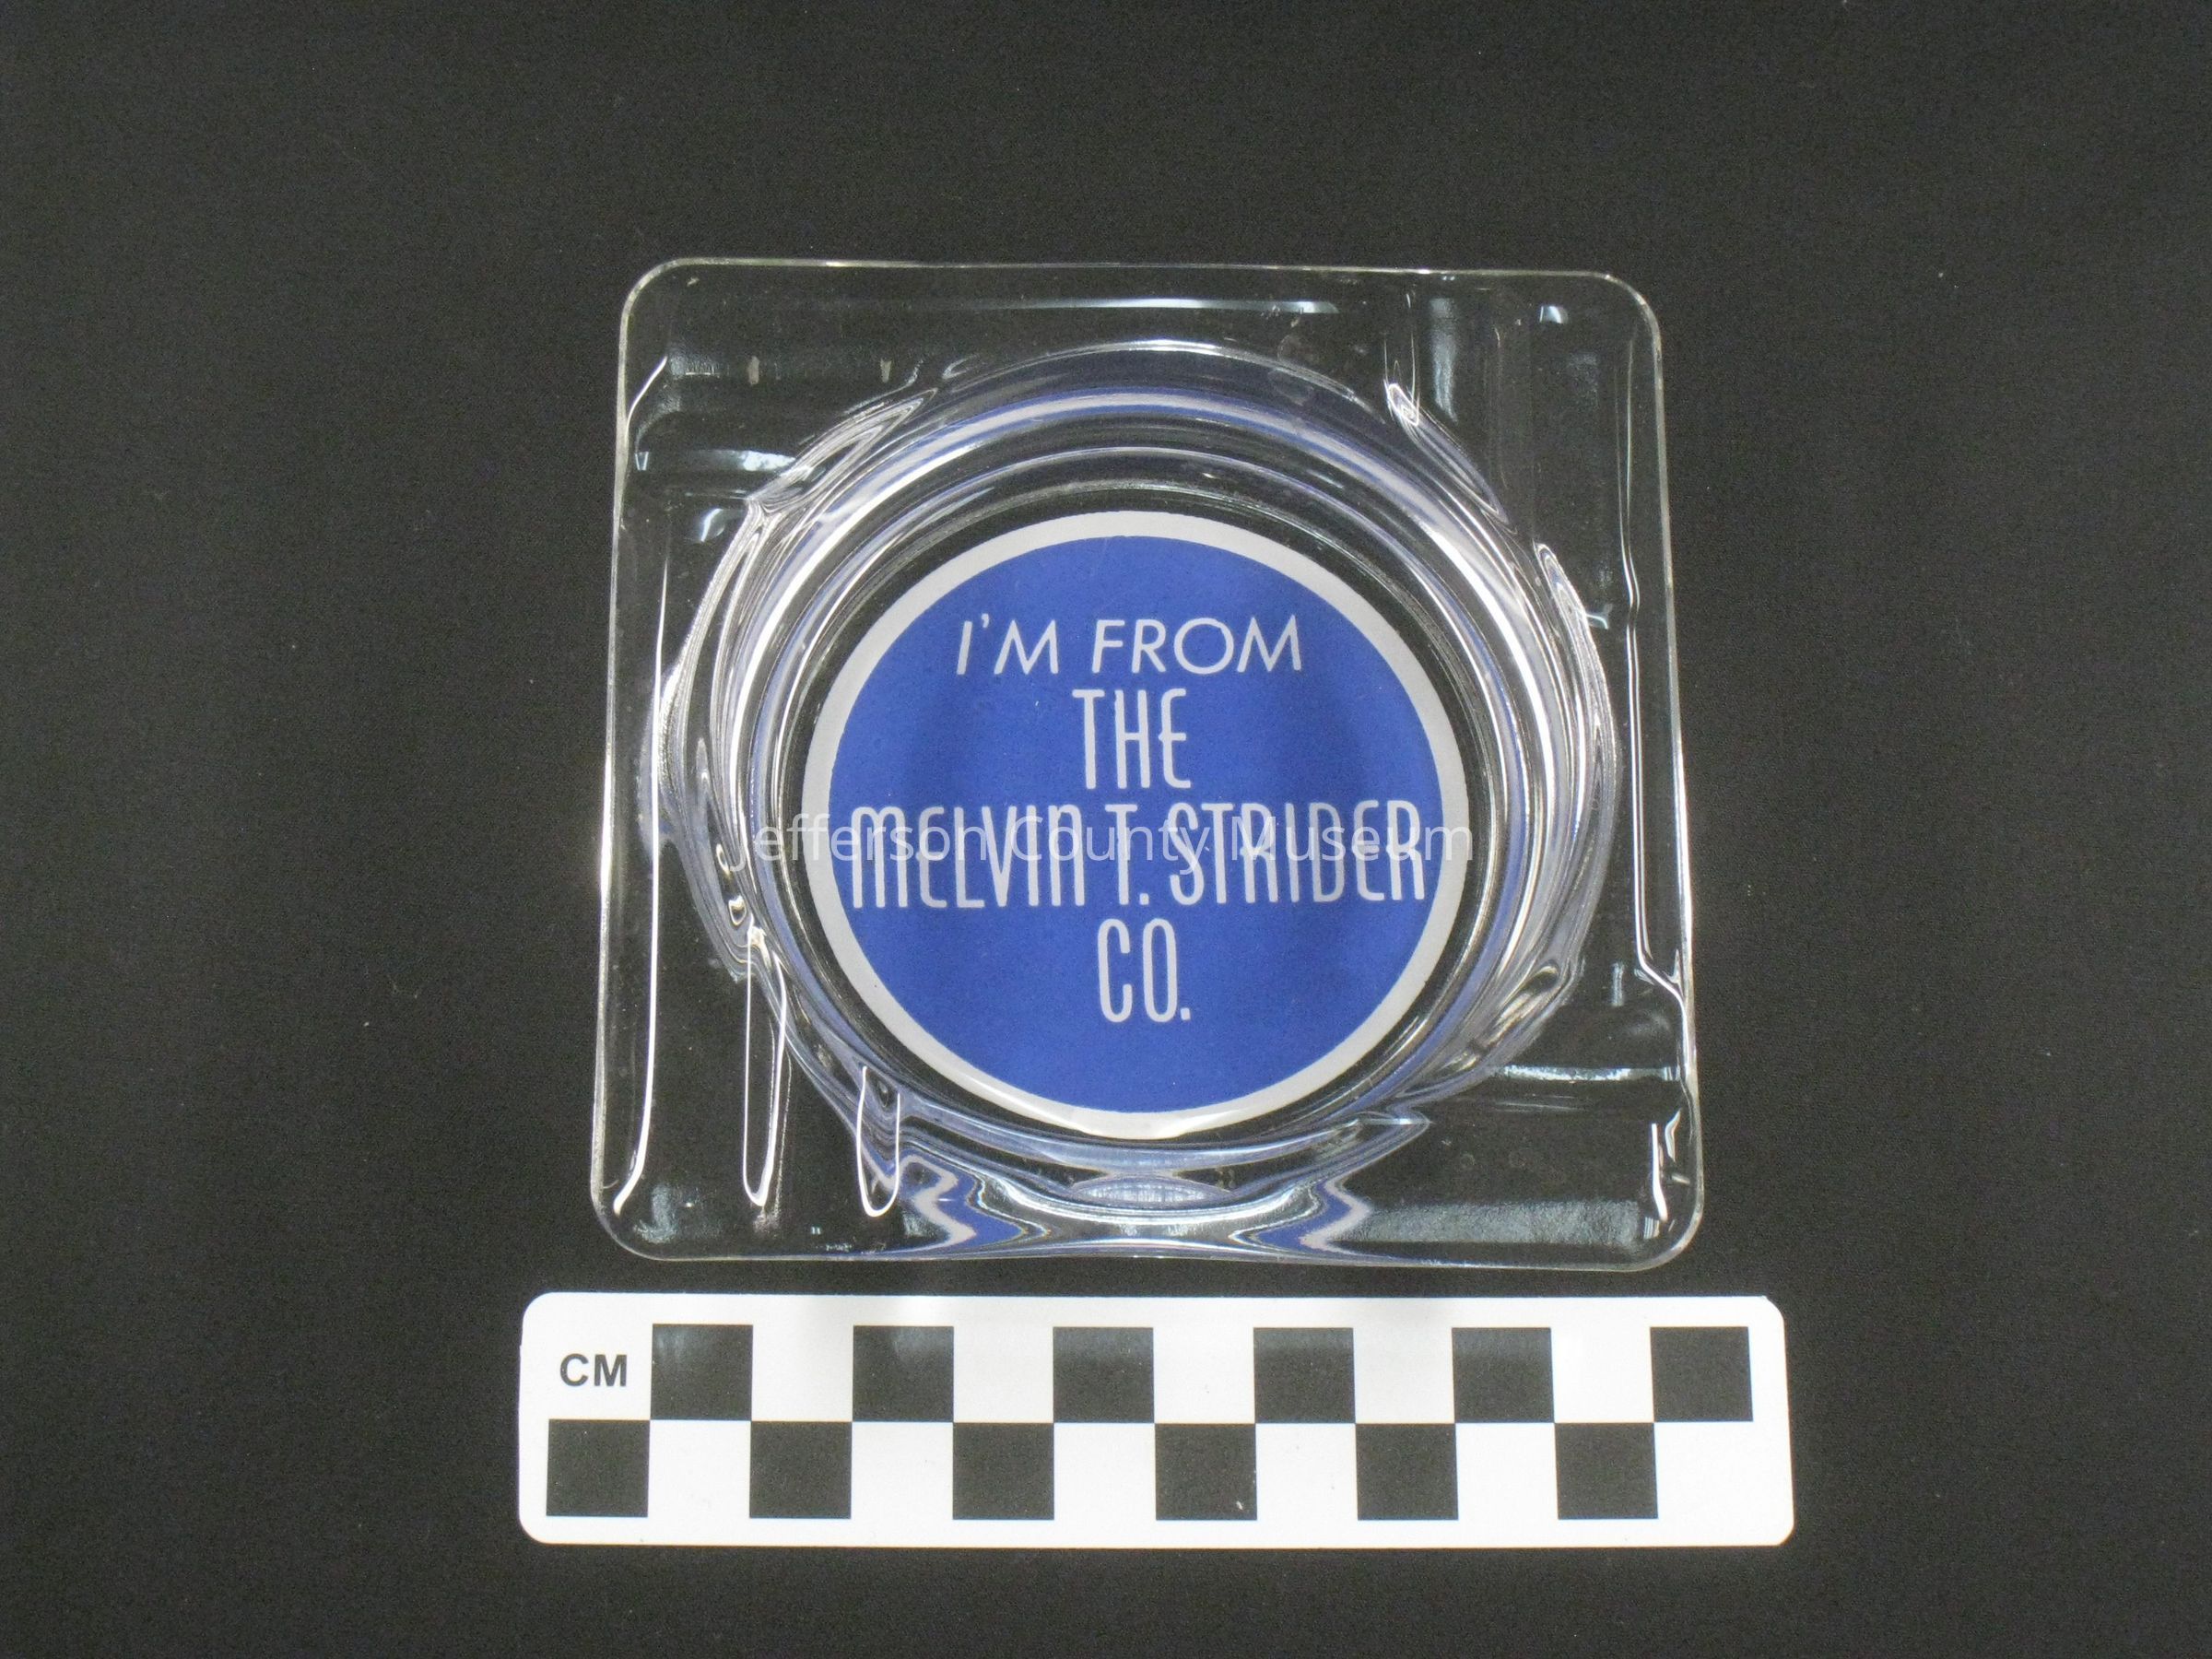 I'M FROM
THE
MELVIN T. STRIDER
CO.
Jefferson County Museum
CM